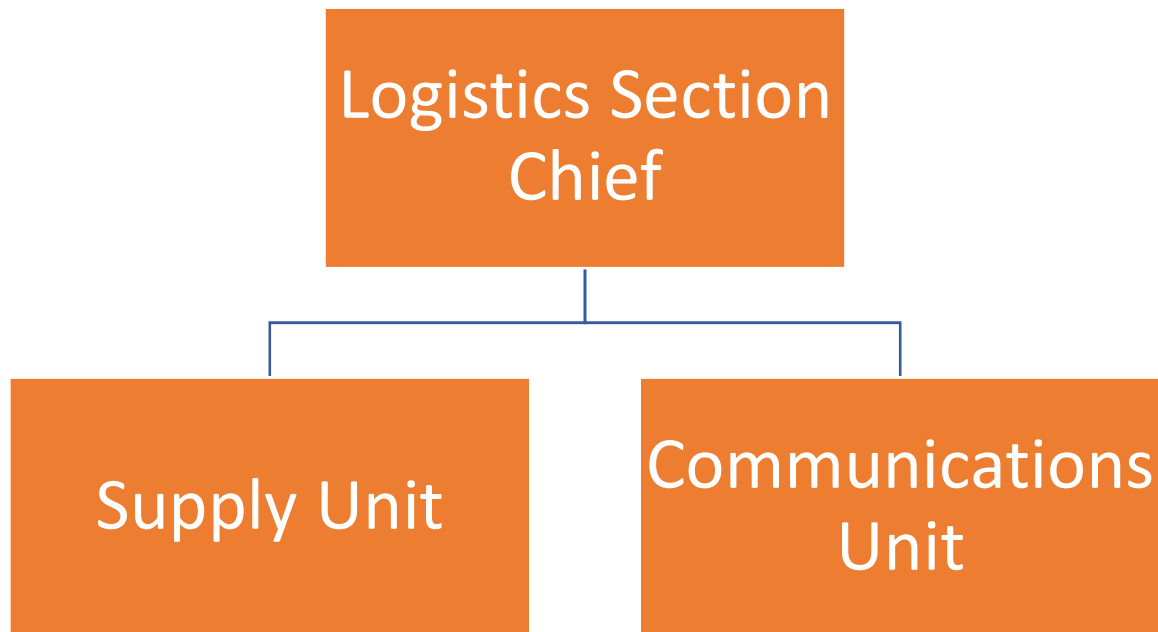 Logistics Section
Chief
Supply Unit
Communications
Unit